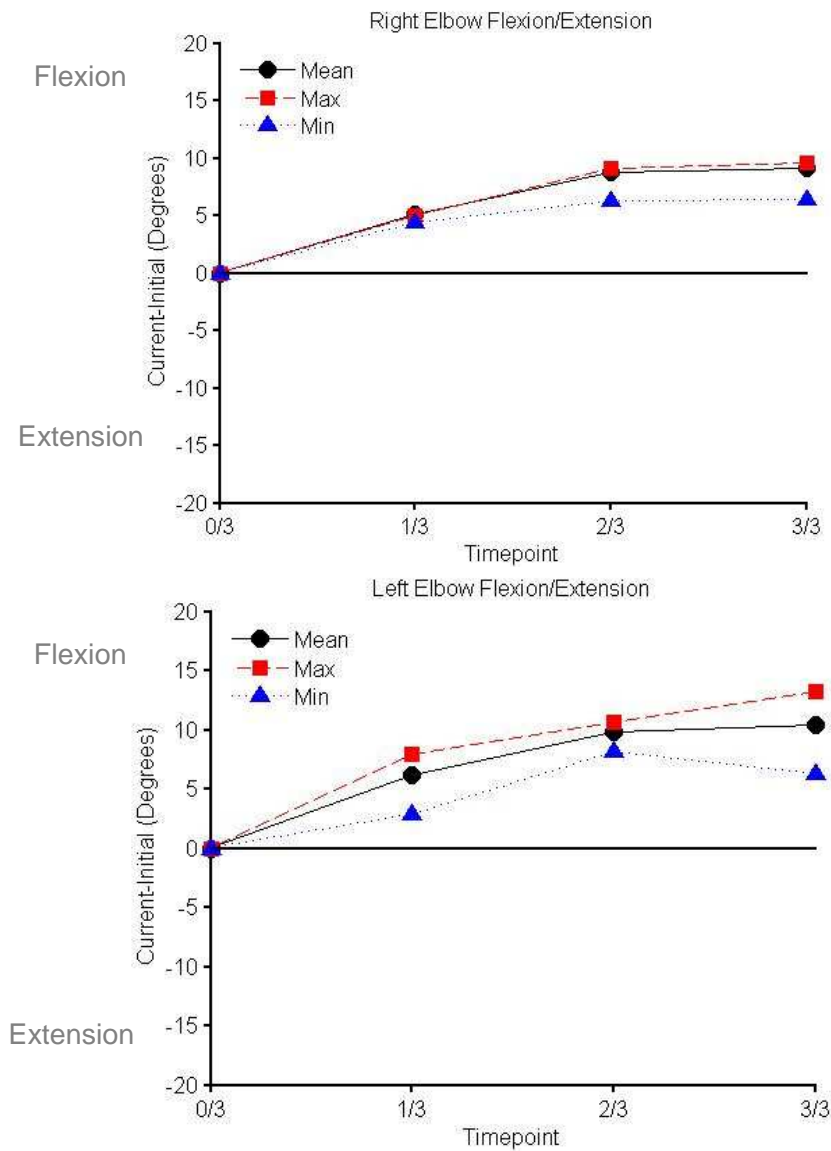 Right Elbow Flexion/Extension
Flexion
Extension
Current-Initial (Degrees)
20
15
10
5
0
-5
-10
-15
-20
Mean
Max
Min
0/3 1/3 2/3 3/3
Timepoint
Left Elbow Flexion/Extension
Flexion
Extension
Current-Initial (Degrees)
20
15
10
5
0
-5
-10
-15
-20
Mean
Max
Min
0/3 1/3 2/3 3/3
Timepoint